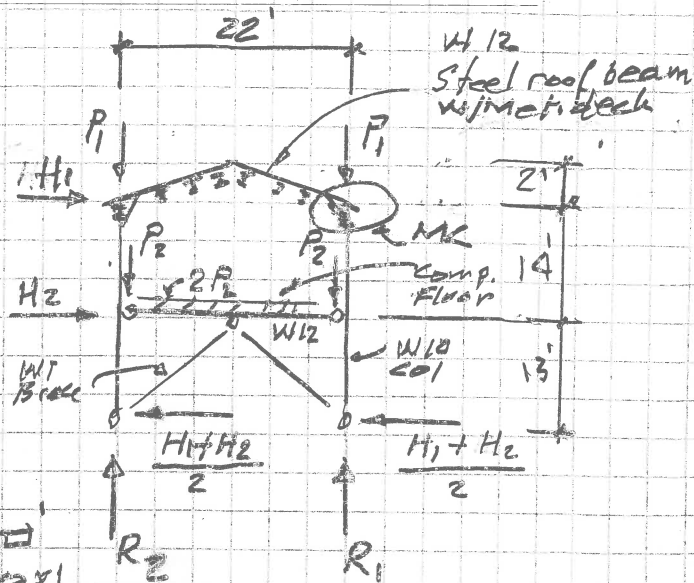 22'
W12
Steel roof beam
w/met. deck
P1
P1
H1
2'
MC
P2
P2
2P2
Comp.
Floor
14'
H2
W12
W10
Col
13'
WT
Brace
H1+H2
2
H1+H2
2
R2
R1